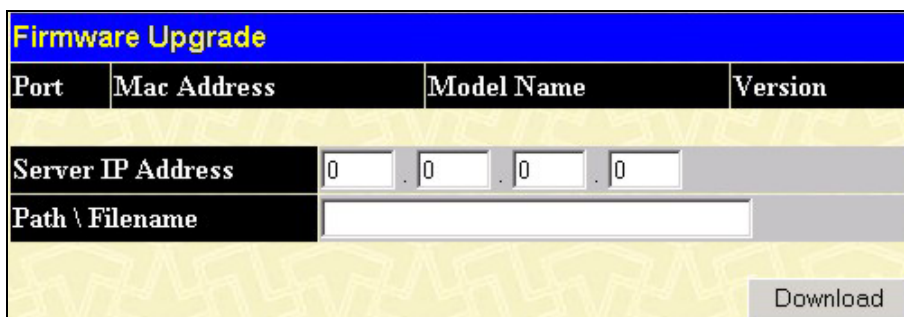 Firmware Upgrade
Port Mac Address Model Name Version
Server IP Address 0 . 0 . 0 . 0
Path \ Filename
Download